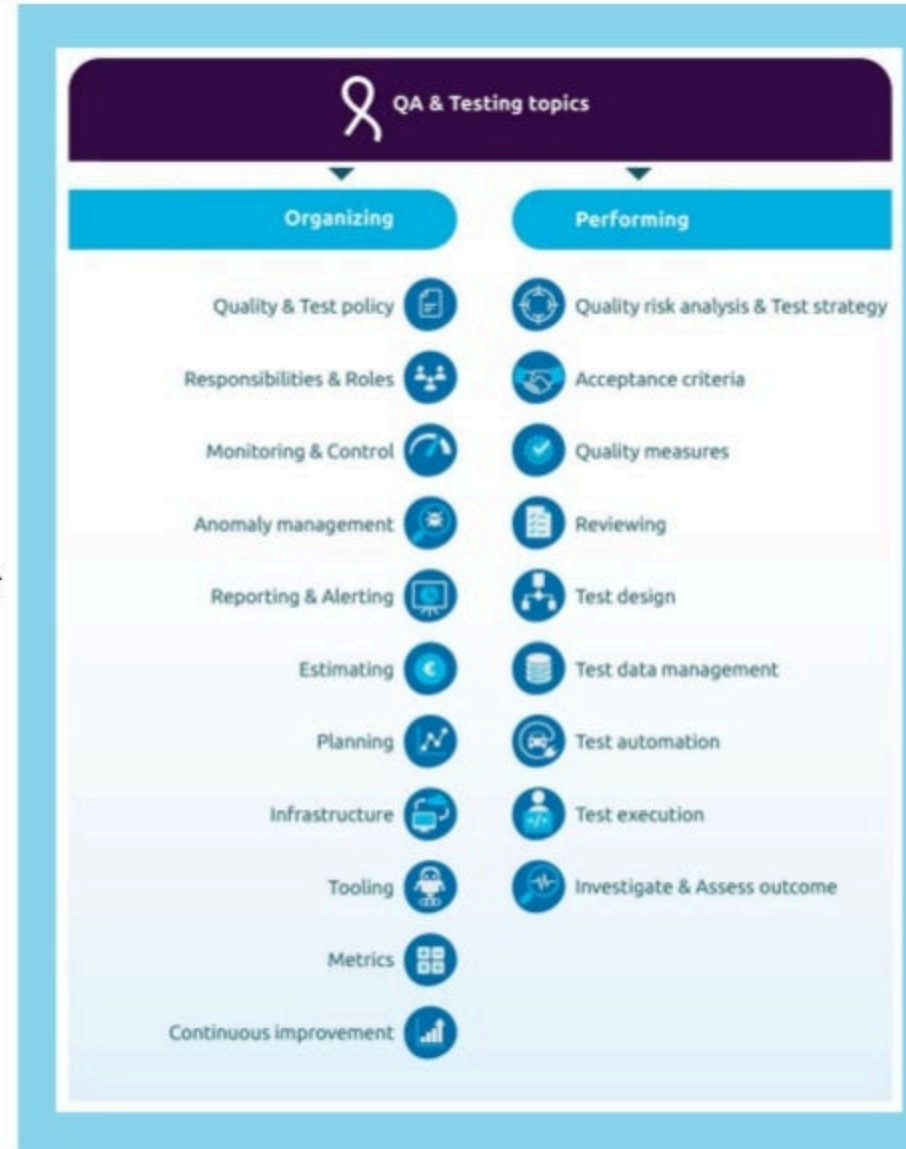 QA & Testing topics
Organizing
Quality & Test policy
Responsibilities & Roles
Monitoring & Control
Anomaly management
Reporting & Alerting
Estimating
Planning
Infrastructure
Tooling
Metrics
Continuous improvement
Performing
Quality risk analysis & Test strategy
Acceptance criteria
Quality measures
Reviewing
Test design
Test data management
Test automation
Test execution
Investigate & Assess outcome